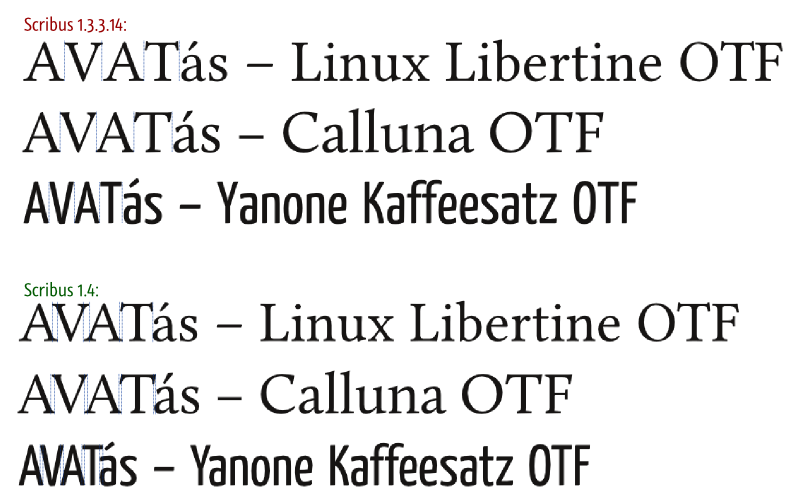 Scribus 1.3.3.14:
AVATás – Linux Libertine OTF
AVATás – Calluna OTF
AVATás – Yanone Kaffeesatz OTF
Scribus 1.4:
AVATás – Linux Libertine OTF
AVATás – Calluna OTF
AVATás – Yanone Kaffeesatz OTF